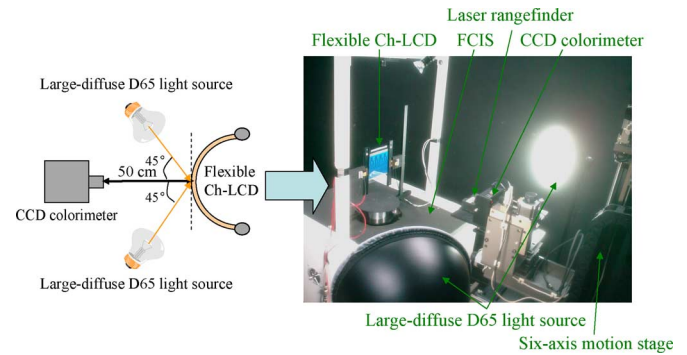 Large-diffuse D65 light source
45°
50 cm
45°
Flexible
Ch-LCD
CCD colorimeter
Large-diffuse D65 light source
Laser rangefinder
Flexible Ch-LCD FCIS CCD colorimeter
Large-diffuse D65 light source
Six-axis motion stage